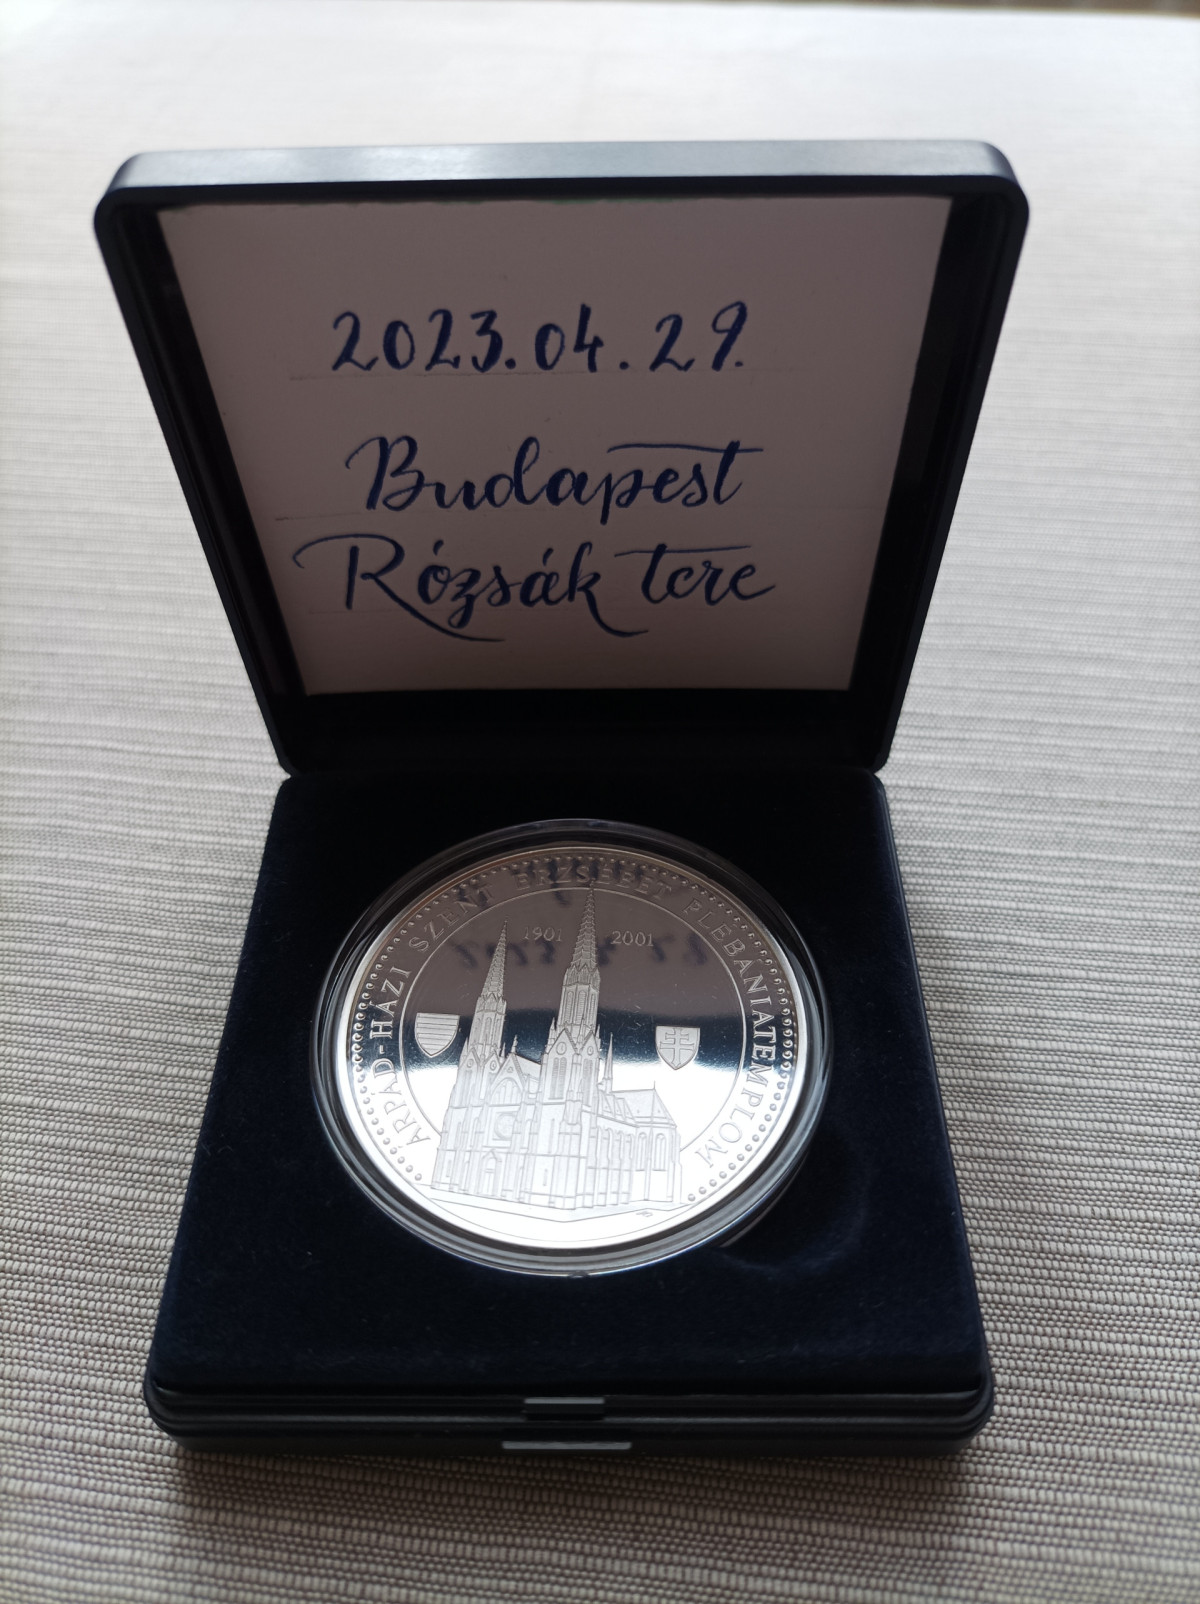 2023.04.29.
Budapest
Rózsák tere
ÁRPÁD-HÁZI SZENT ERZSÉBET PLÉBÁNIATEMPLOM
1901 2001